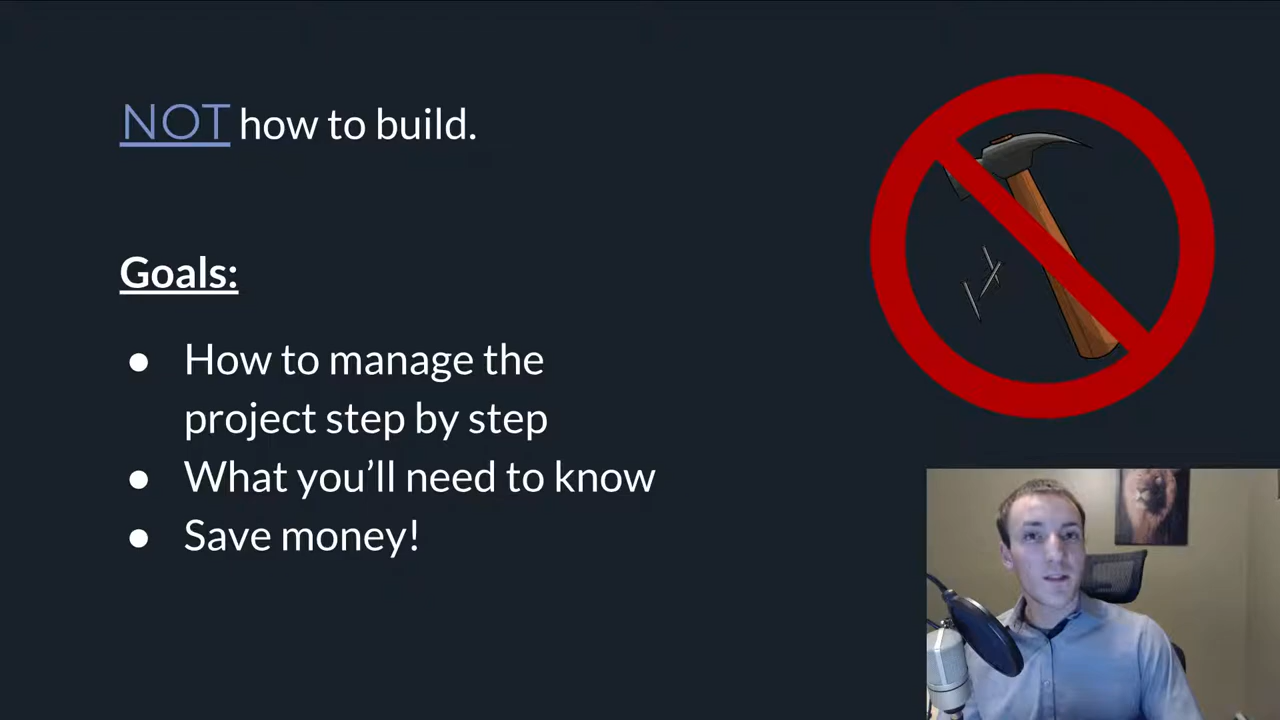 NOT how to build.
Goals:
● How to manage the
project step by step
● What you’ll need to know
● Save money!